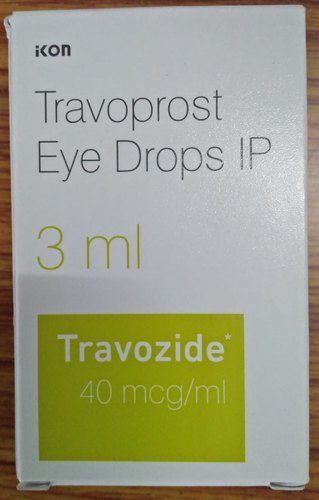 iKON
Travoprost
Eye Drops IP
3 ml
Travozide*
40 mcg/ml